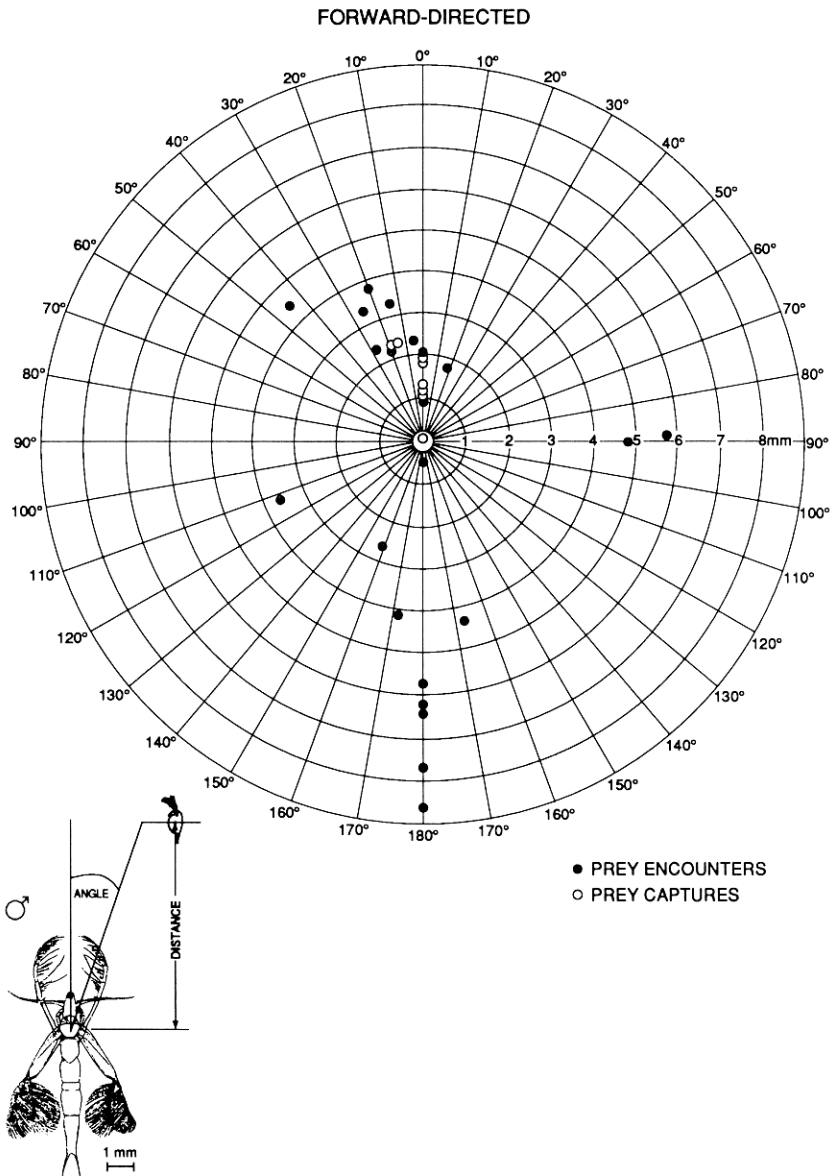 FORWARD-DIRECTED
0°
10° 10°
20° 20°
30° 30°
40° 40°
50° 50°
60° 60°
70° 70°
80° 80°
90° 1 2 3 4 5 6 7 8mm 90°
100° 100°
110° 110°
120° 120°
130° 130°
140° 140°
150° 150°
160° 160°
170° 170°
180°
PREY ENCOUNTERS
PREY CAPTURES
ANGLE
DISTANCE
♂
1 mm